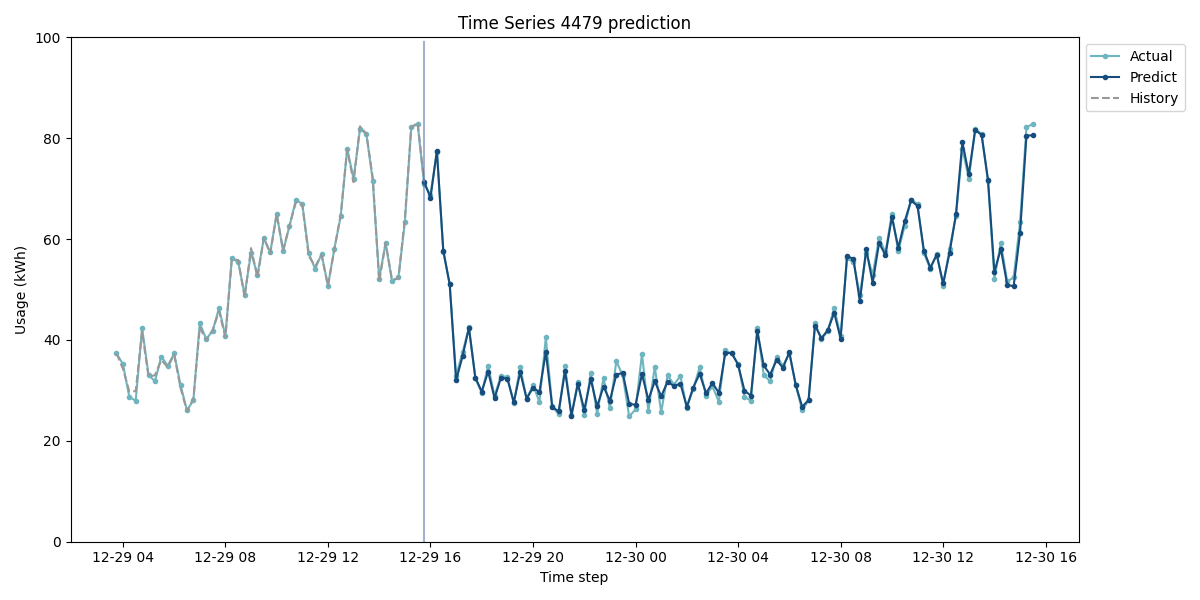 Time Series 4479 prediction
100
80
60
40
20
0
Usage (kWh)
12-29 04
12-29 08
12-29 12
12-29 16
12-29 20
12-30 00
12-30 04
12-30 08
12-30 12
12-30 16
Time step
Actual
Predict
History